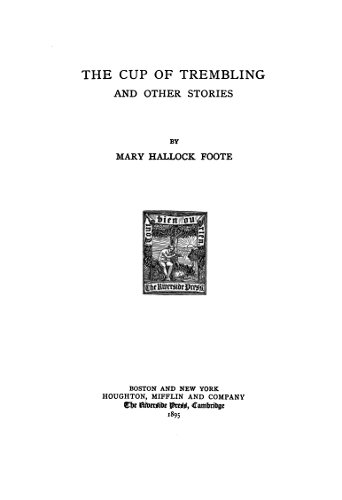 THE CUP OF TREMBLING
AND OTHER STORIES
BY
MARY HALLOCK FOOTE
Tout bien ou rien
The Riverside Press.
BOSTON AND NEW YORK
HOUGHTON, MIFFLIN AND COMPANY
The Riverside Press, Cambridge
1895